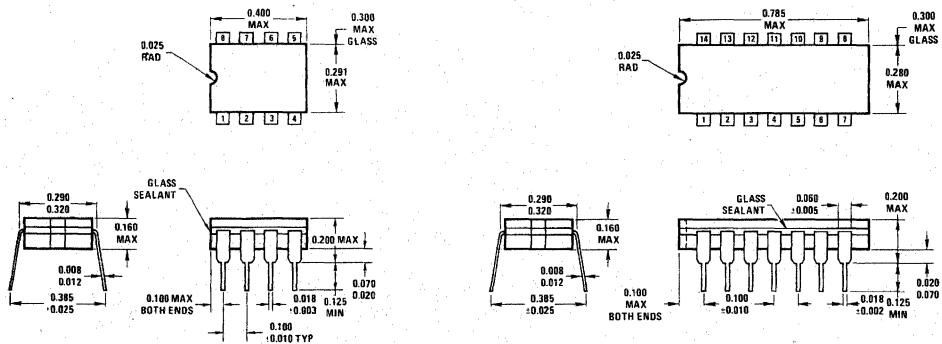 0.400
MAX
0.300
MAX
GLASS
8 7 6 5
0.025
RAD
0.291
MAX
1 2 3 4
0.785
MAX
0.300
MAX
GLASS
14 13 12 11 10 9 8
0.025
RAD
0.280
MAX
1 2 3 4 5 6 7
0.290
0.320
0.160
MAX
0.008
0.012
0.385
±0.025
GLASS
SEALANT
0.200 MAX
0.070
0.020
0.125
MIN
0.100 MAX
BOTH ENDS
0.018
±0.003
0.100
±0.010 TYP
0.290
0.320
0.160
MAX
0.008
0.012
0.385
±0.025
GLASS
SEALANT
0.060
±0.005
0.200
MAX
0.020
0.070
0.125
MIN
0.100
MAX
BOTH ENDS
0.100
±0.010
0.018
±0.002